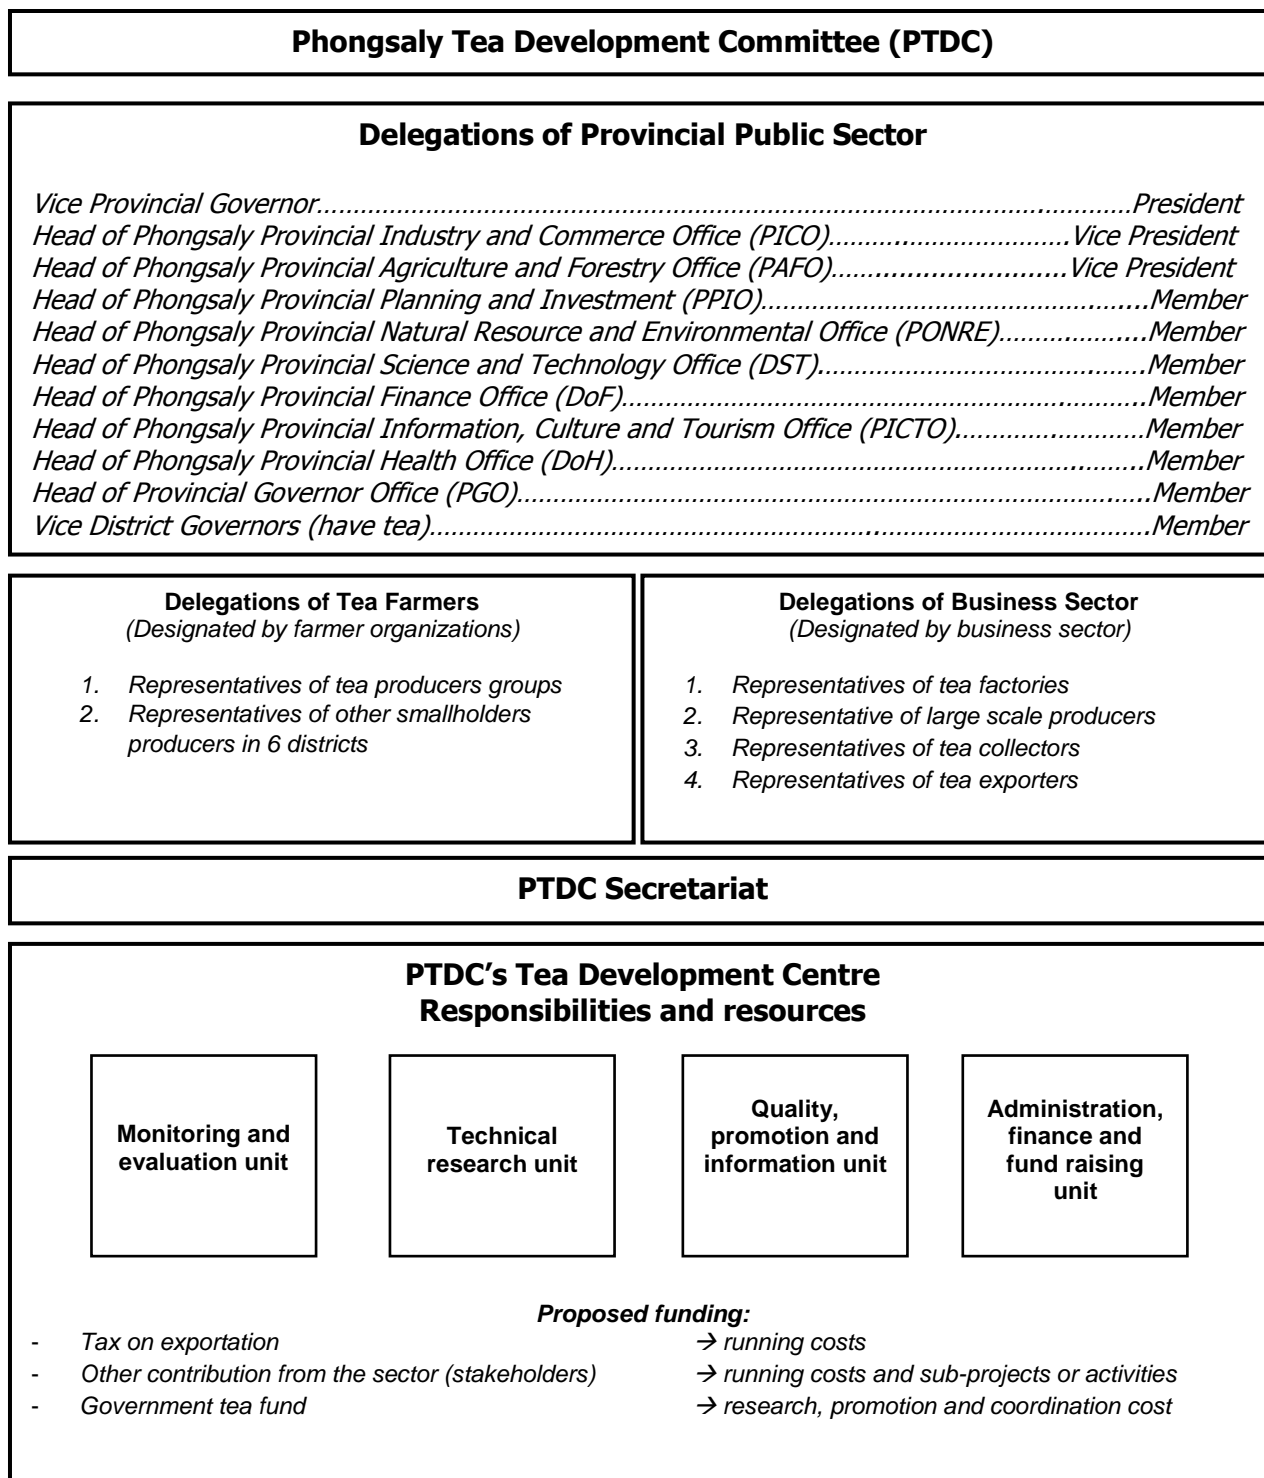 Phongsaly Tea Development Committee (PTDC)
Delegations of Provincial Public Sector
Vice Provincial Governor..........................................................................................................President
Head of Phongsaly Provincial Industry and Commerce Office (PICO)..................................Vice President
Head of Phongsaly Provincial Agriculture and Forestry Office (PAFO)..................................Vice President
Head of Phongsaly Provincial Planning and Investment (PPIO)........................................................Member
Head of Phongsaly Provincial Natural Resource and Environmental Office (PONRE).....................Member
Head of Phongsaly Provincial Science and Technology Office (DST)..............................................Member
Head of Phongsaly Provincial Finance Office (DoF).........................................................................Member
Head of Phongsaly Provincial Information, Culture and Tourism Office (PICTO)..........................Member
Head of Phongsaly Provincial Health Office (DoH)..........................................................................Member
Head of Provincial Governor Office (PGO).......................................................................................Member
Vice District Governors (have tea)....................................................................................................Member
Delegations of Tea Farmers
(Designated by farmer organizations)
1. Representatives of tea producers groups
2. Representatives of other smallholders
producers in 6 districts
Delegations of Business Sector
(Designated by business sector)
1. Representatives of tea factories
2. Representative of large scale producers
3. Representatives of tea collectors
4. Representatives of tea exporters
PTDC Secretariat
PTDC’s Tea Development Centre
Responsibilities and resources
Monitoring and
evaluation unit
Technical
research unit
Quality,
promotion and
information unit
Administration,
finance and
fund raising
unit
Proposed funding:
- Tax on exportation → running costs
- Other contribution from the sector (stakeholders) → running costs and sub-projects or activities
- Government tea fund → research, promotion and coordination cost